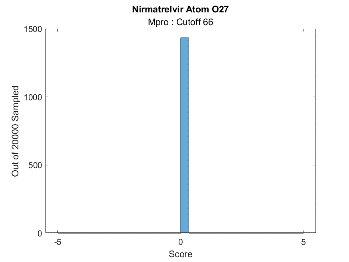 Nirmatrelvir Atom O27
Mpro : Cutoff 66
1500
1000
500
0
Out of 20000 Sampled
-5
0
5
Score